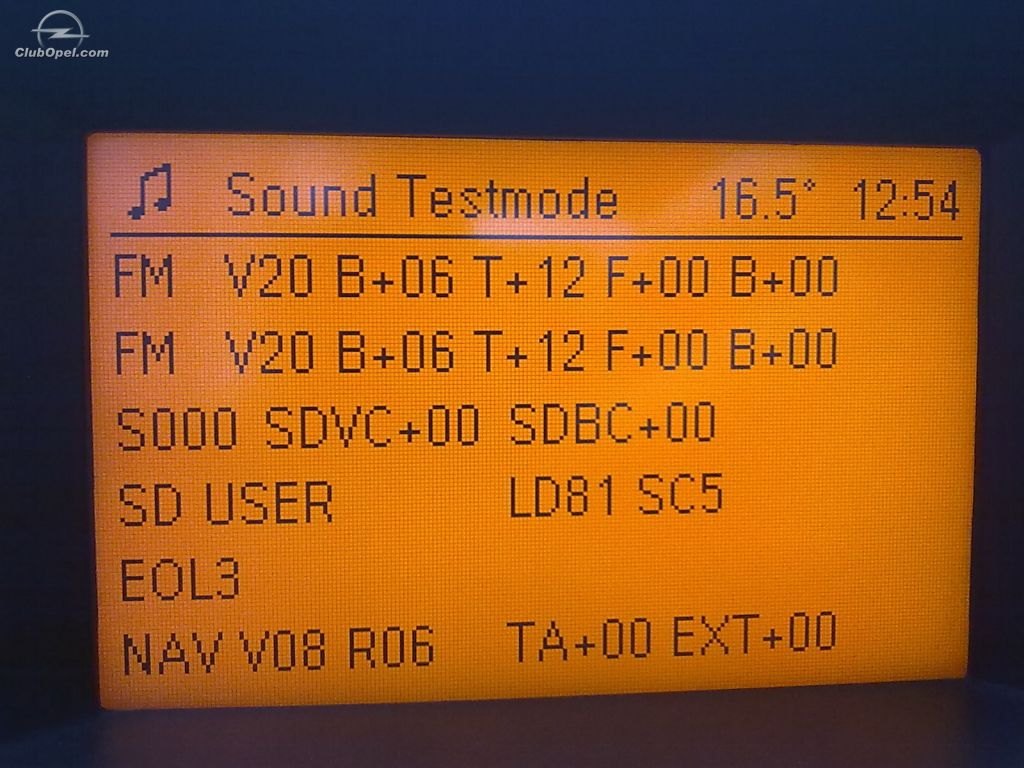 ClubOpel.com
Sound Testmode 16.5° 12:54
FM V20 B+06 T+12 F+00 B+00
FM V20 B+06 T+12 F+00 B+00
S000 SDVC+00 SDBC+00
SD USER LD81 SC5
EOL3
NAV V08 R06 TA+00 EXT+00